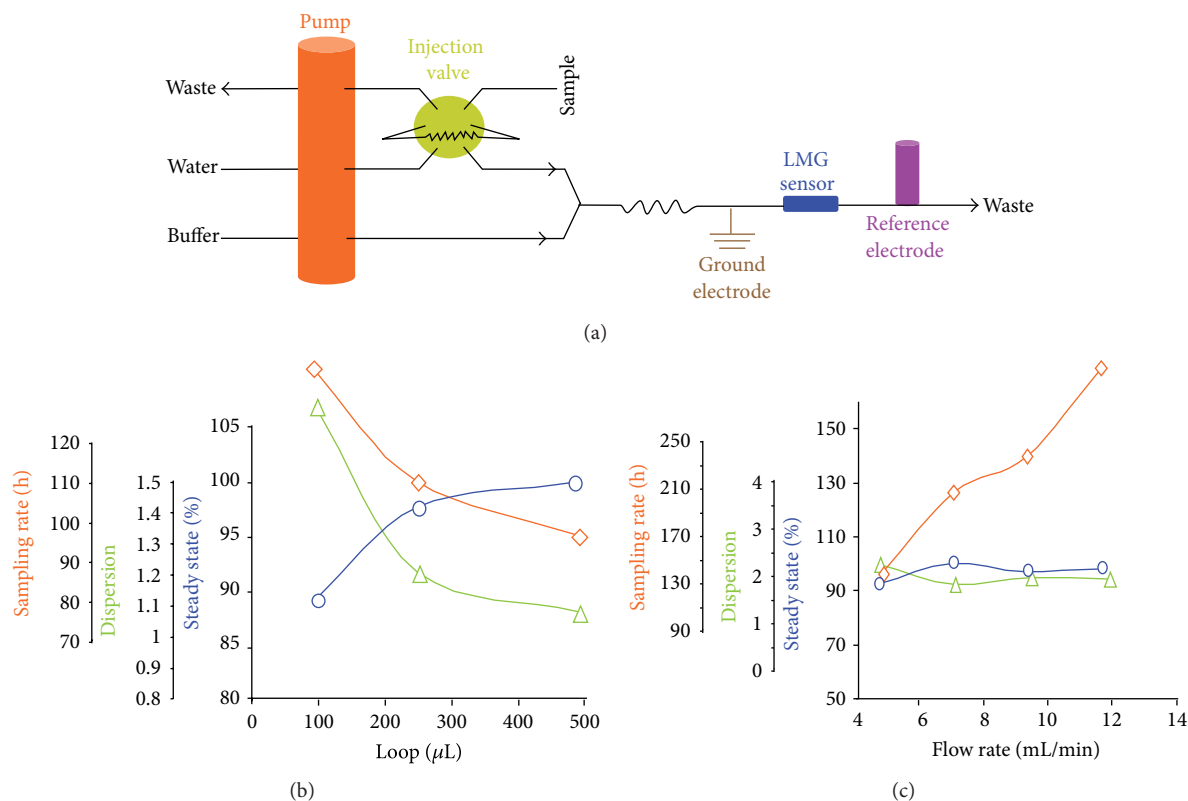 Pump
Injection
valve
Waste
Sample
Water
LMG
sensor
Waste
Buffer
Reference
electrode
Ground
electrode
(a)
Sampling rate (h)
120
110
100
90
80
70
Dispersion
1.5
1.4
1.3
1.2
1.1
1
0.9
0.8
Steady state (%)
105
100
95
90
85
80
0 100 200 300 400 500
Loop (μL)
(b)
Sampling rate (h)
250
210
170
130
90
Dispersion
4
3
2
1
0
Steady state (%)
150
130
110
90
70
50
4 6 8 10 12 14
Flow rate (mL/min)
(c)